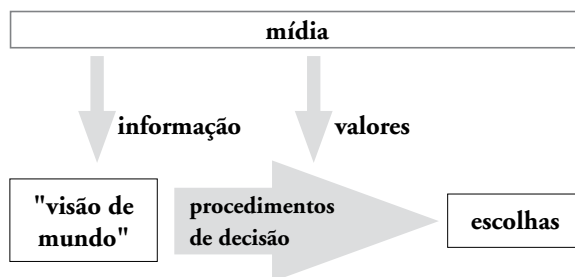 mídia
informação
valores
"visão de
mundo"
procedimentos
de decisão
escolhas